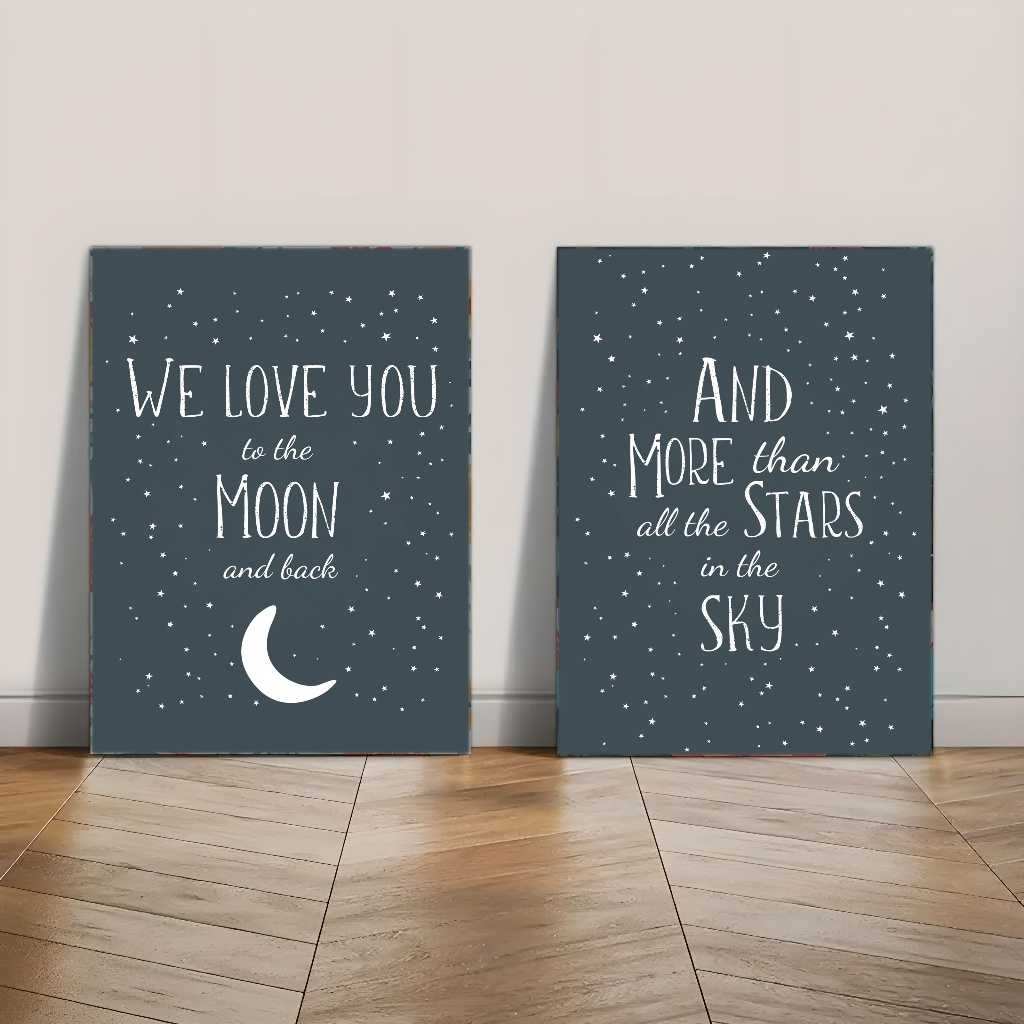 WE LOVE YOU
to the
MOON
and back
AND
MORE than
all the STARS
in the
SKY